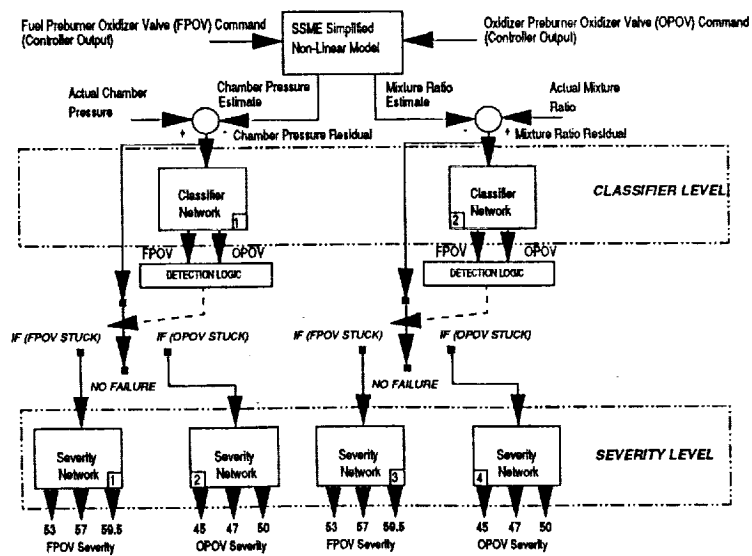 Fuel Preburner Oxidizer Valve (FPOV) Command
(Controller Output)
SSME Simplified
Non-Linear Model
Oxidizer Preburner Oxidizer Valve (OPOV) Command
(Controller Output)
Actual Chamber
Pressure
Chamber Pressure
Estimate
Mixture Ratio
Estimate
Actual Mixture
Ratio
+
-
Chamber Pressure Residual
-
+
Mixture Ratio Residual
Classifier
Network
1
Classifier
Network
2
CLASSIFIER LEVEL
FPOV
OPOV
FPOV
OPOV
DETECTION LOGIC
DETECTION LOGIC
IF (FPOV STUCK)
IF (OPOV STUCK)
IF (FPOV STUCK)
IF (OPOV STUCK)
NO FAILURE
NO FAILURE
Severity
Network
1
Severity
Network
2
Severity
Network
3
Severity
Network
4
SEVERITY LEVEL
53 57 59.5
45 47 50
53 57 59.5
45 47 50
FPOV Severity
OPOV Severity
FPOV Severity
OPOV Severity